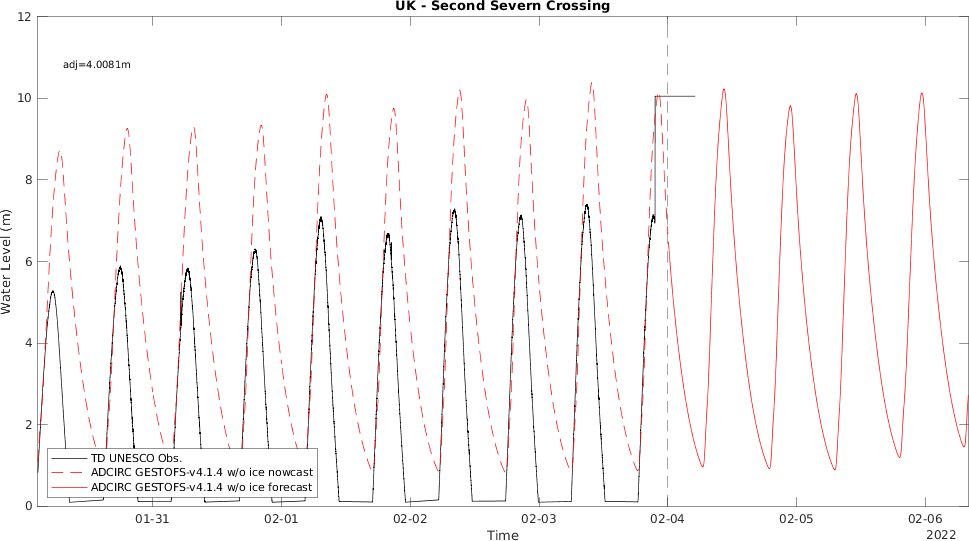 UK - Second Severn Crossing
12
adj=4.0081m
10
8
6
4
2
0
Water Level (m)
TD UNESCO Obs.
ADCIRC GESTOFS-v4.1.4 w/o ice nowcast
ADCIRC GESTOFS-v4.1.4 w/o ice forecast
01-31 02-01 02-02 02-03 02-04 02-05 02-06
Time
2022